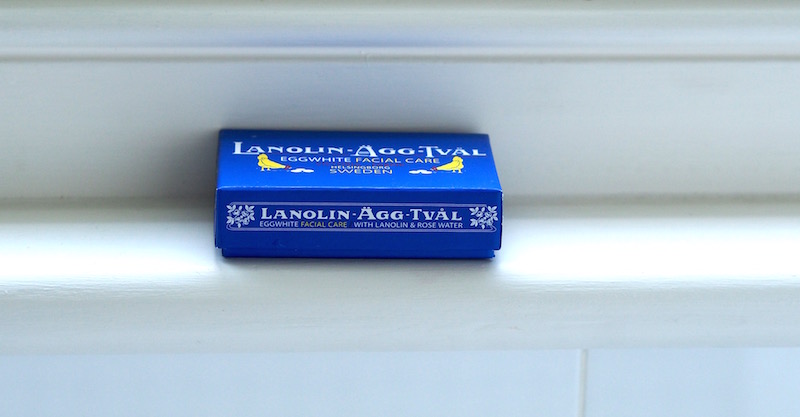 LANOLIN-ÄGG-TVÅL
EGGWHITE FACIAL CARE
HELSINGBORG
SWEDEN
LANOLIN-ÄGG-TVÅL
EGGWHITE FACIAL CARE WITH LANOLIN & ROSE WATER